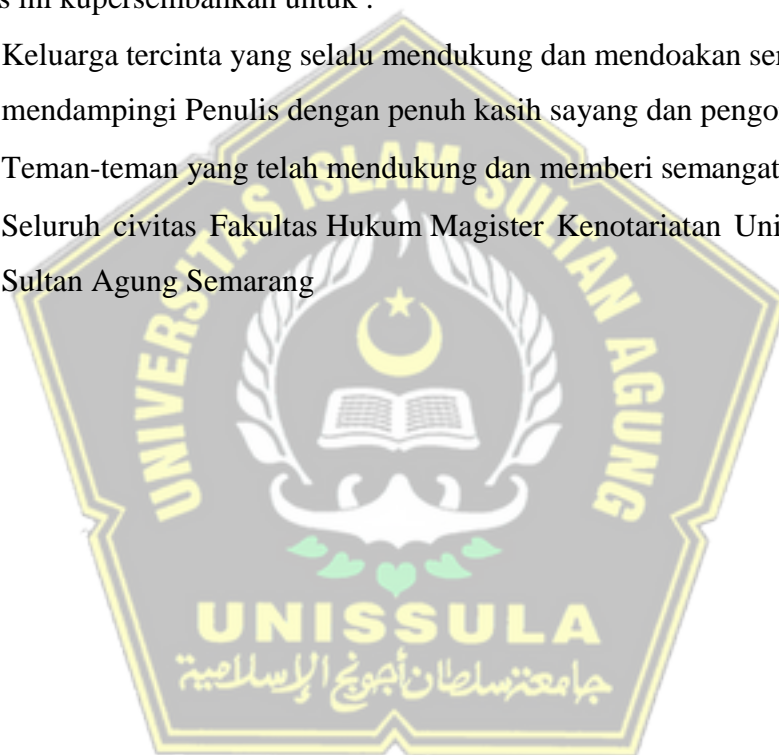 s ini kupersembahkan untuk :
Keluarga tercinta yang selalu mendukung dan mendoakan se
mendampingi Penulis dengan penuh kasih sayang dan pengo
Teman-teman yang telah mendukung dan memberi semangat
Seluruh civitas Fakultas Hukum Magister Kenotariatan Uni
Sultan Agung Semarang
UNIVERSITAS ISLAM SULTAN AGUNG
UNISSULA
جامعة سلطان أجونج الإسلامية